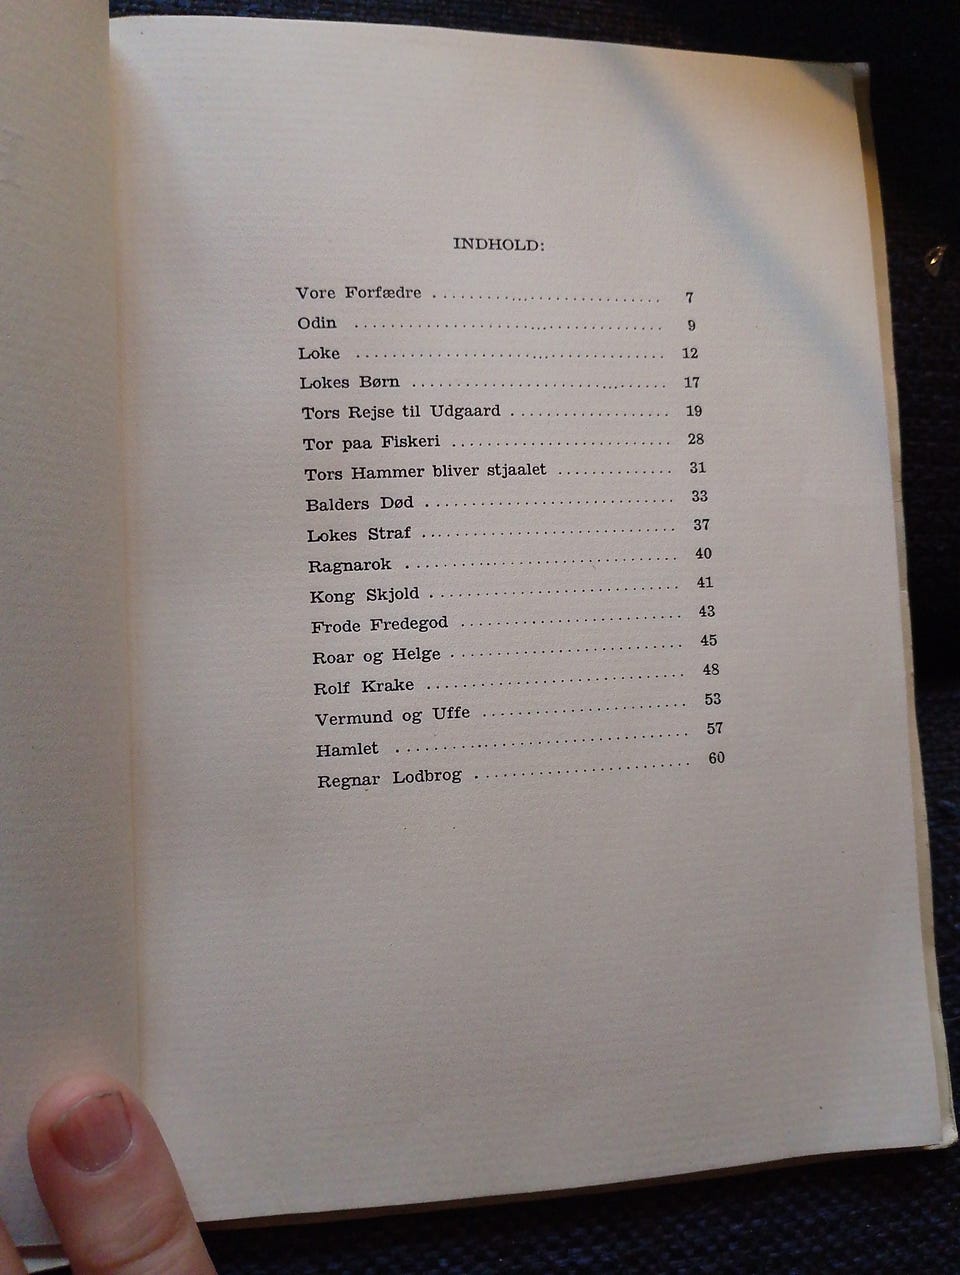 INDHOLD:
Vore Forfædre ................................ 7
Odin ................................ 9
Loke ................................ 12
Lokes Børn ................................ 17
Tors Rejse til Udgaard .................. 19
Tor paa Fiskeri ........................ 28
Tors Hammer bliver stjaalet ............. 31
Balders Død ........................... 33
Lokes Straf ............................ 37
Ragnarok .............................. 40
Kong Skjold ........................... 41
Frode Fredegod ........................ 43
Roar og Helge ......................... 45
Rolf Krake ............................ 48
Vermund og Uffe ....................... 53
Hamlet ................................ 57
Regnar Lodbrog ........................ 60